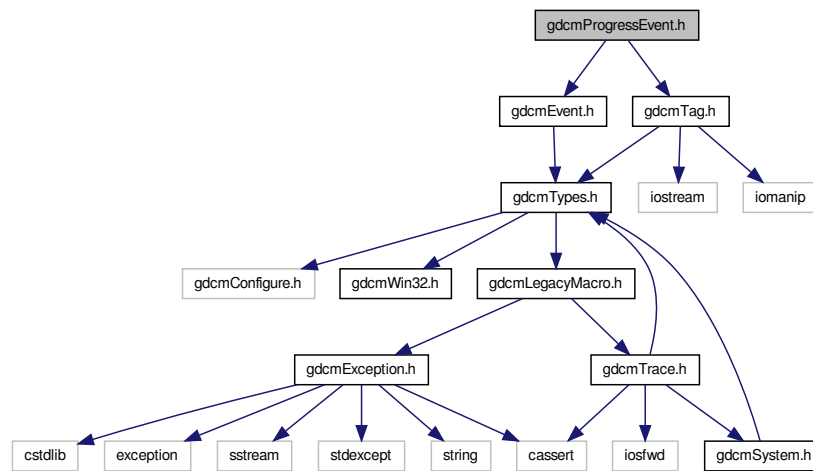 gdcmProgressEvent.h
gdcmEvent.h
gdcmTag.h
gdcmTypes.h
iostream
iomanip
gdcmConfigure.h
gdcmWin32.h
gdcmLegacyMacro.h
gdcmException.h
gdcmTrace.h
cstdlib
exception
sstream
stdexcept
string
cassert
iosfwd
gdcmSystem.h